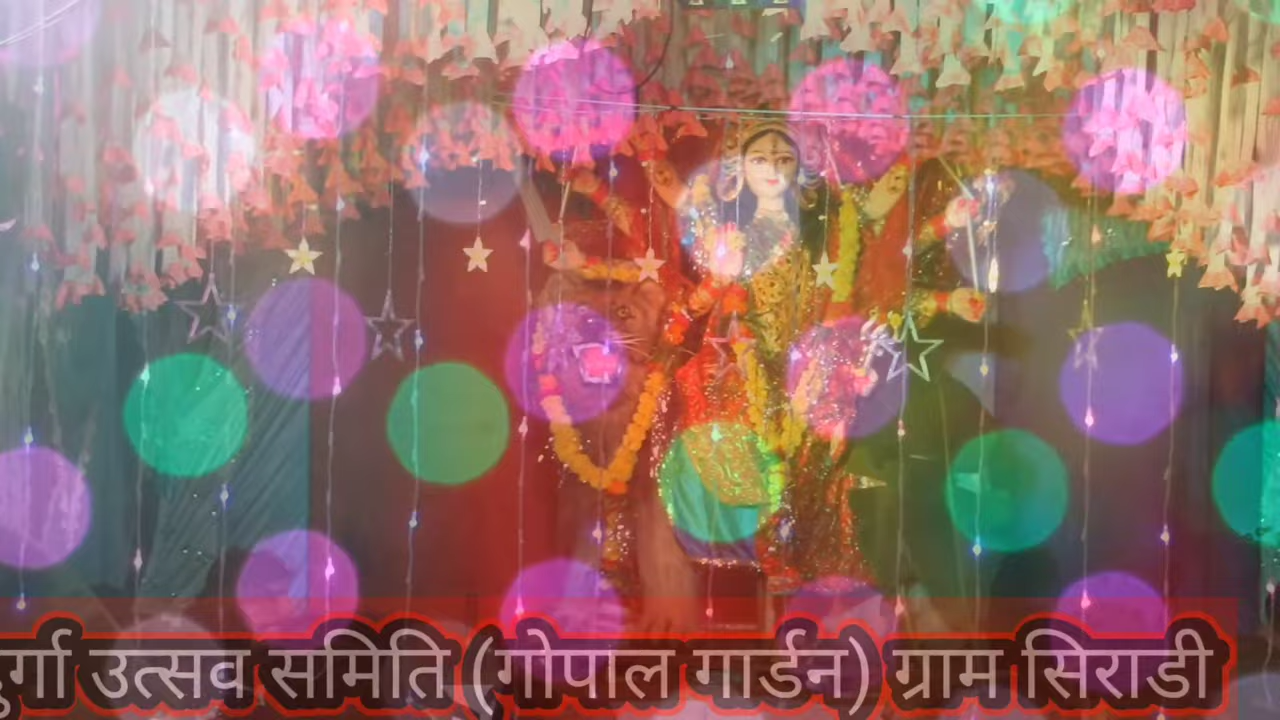 दुर्गा उत्सव समिति (गोपाल गार्डन) ग्राम सिराडी